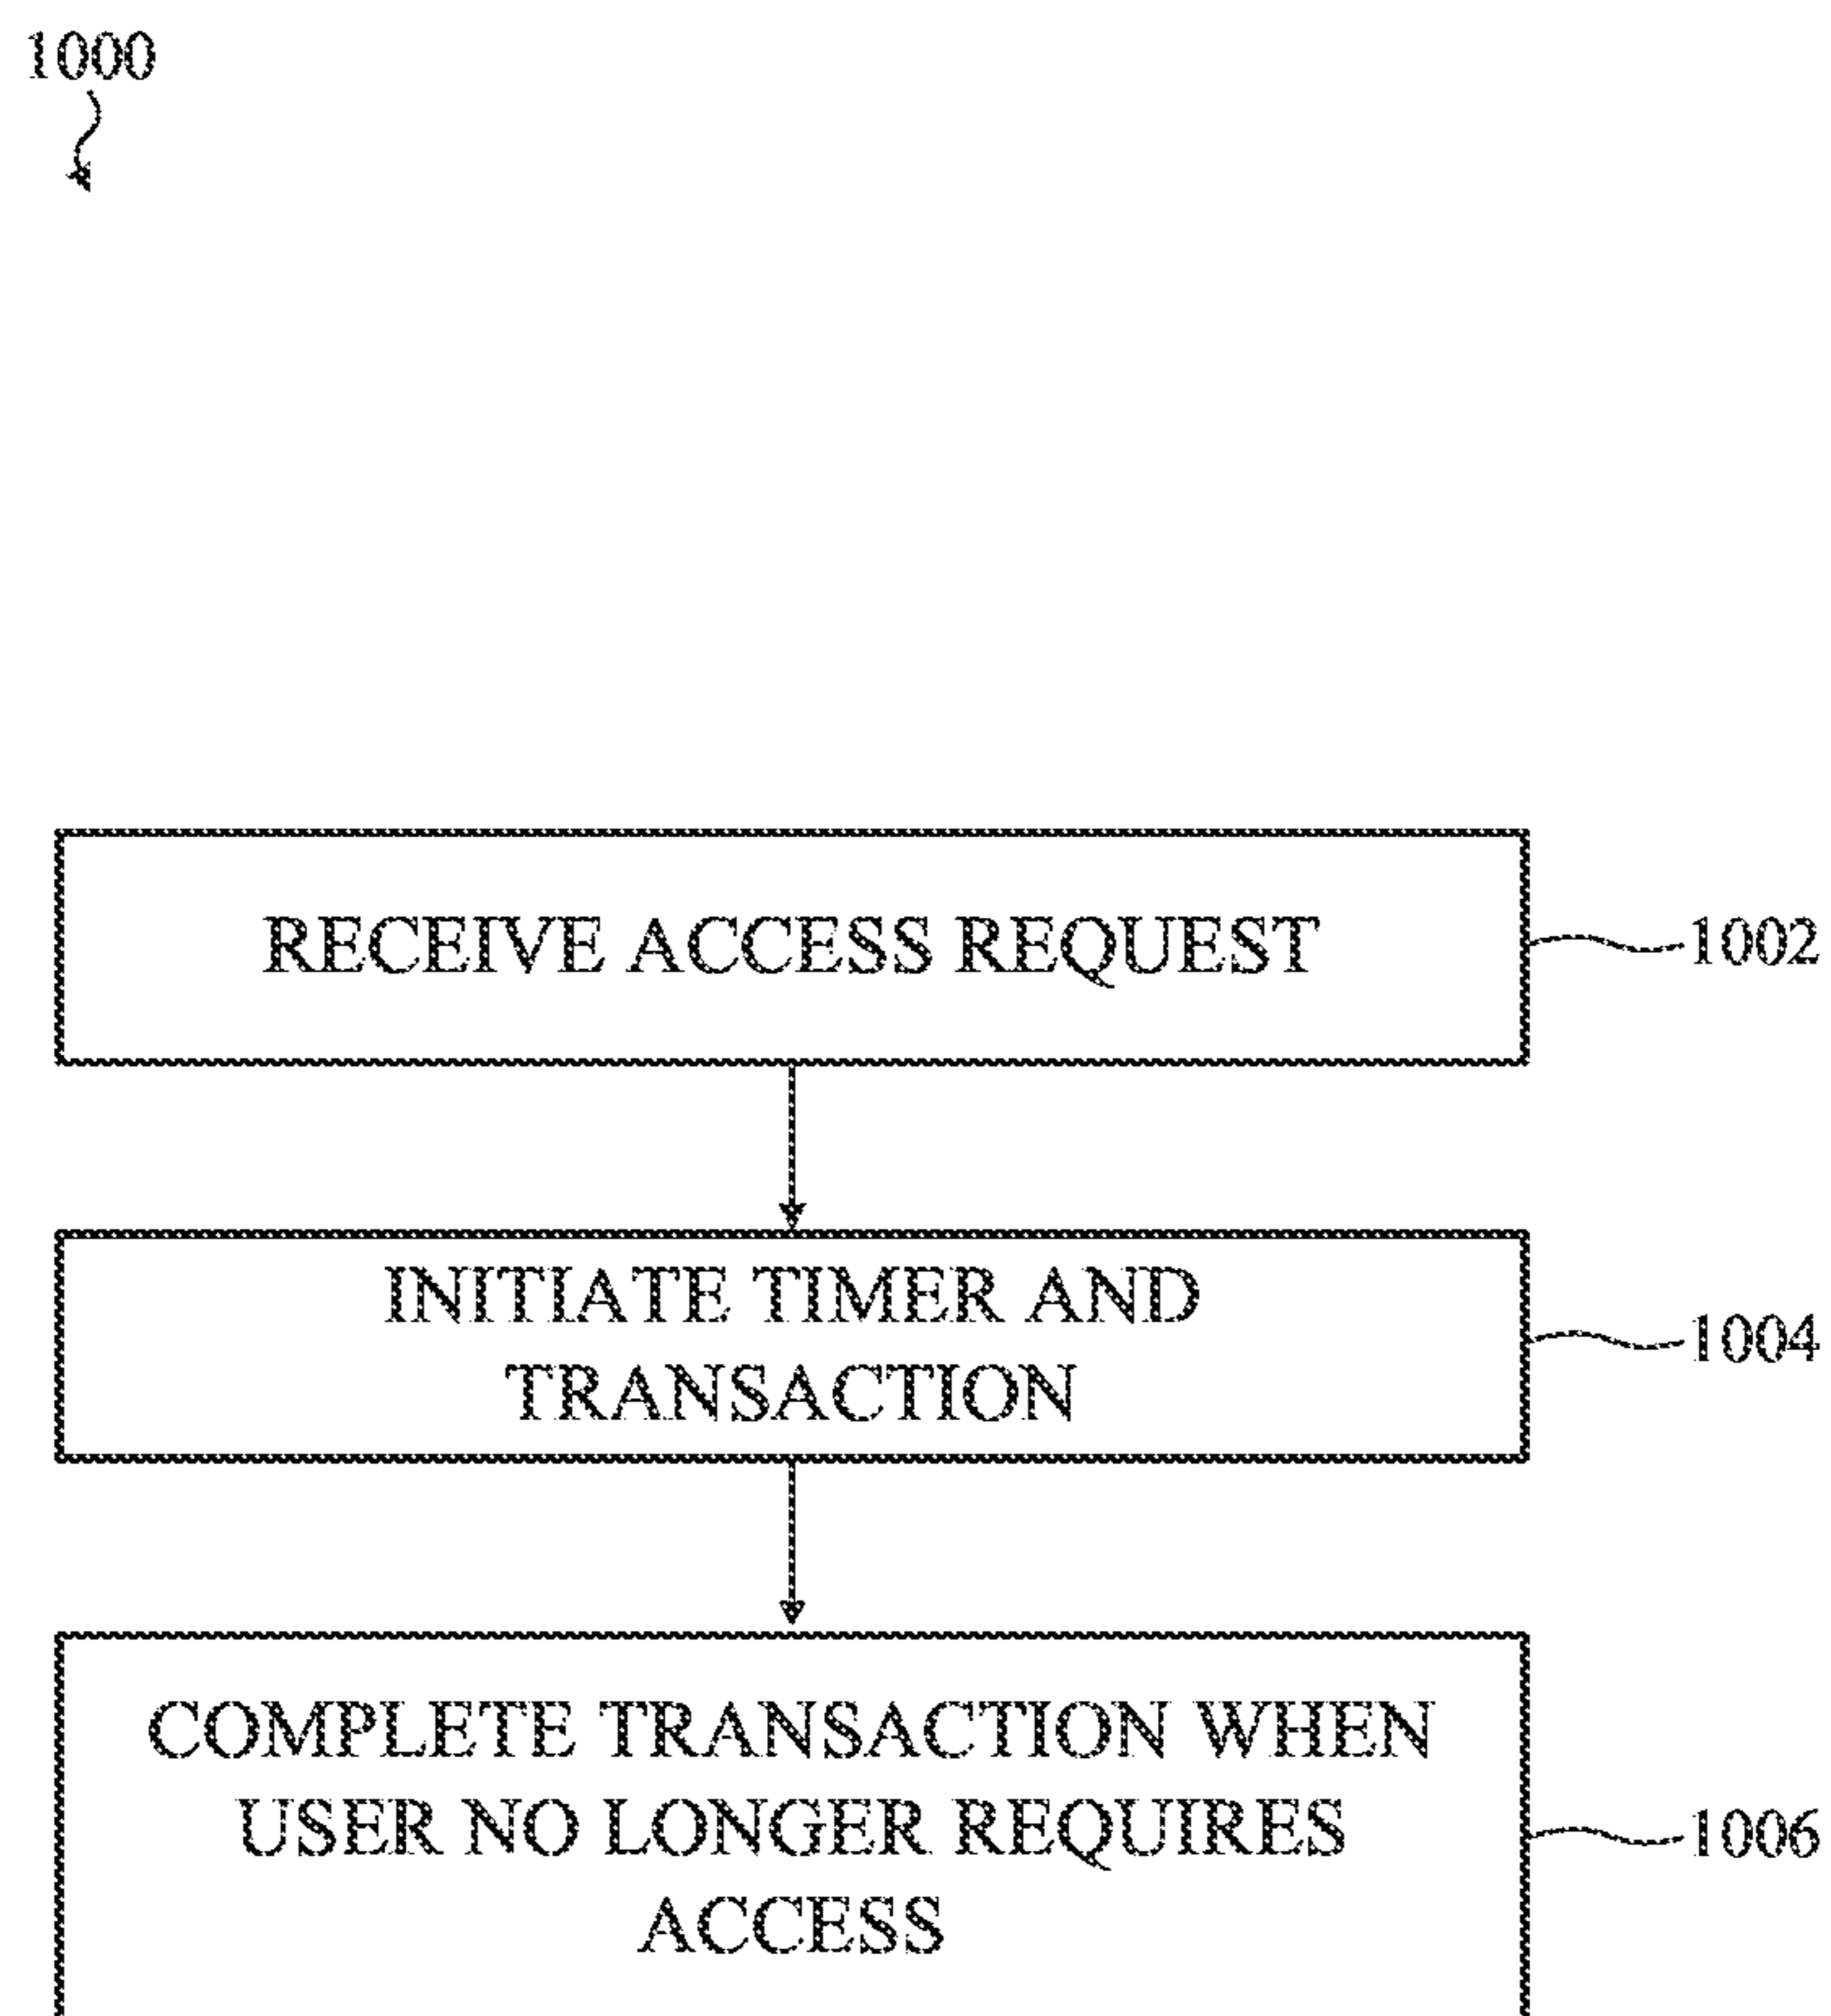 1000
RECEIVE ACCESS REQUEST
1002
INITIATE TIMER AND
TRANSACTION
1004
COMPLETE TRANSACTION WHEN
USER NO LONGER REQUIRES
ACCESS
1006